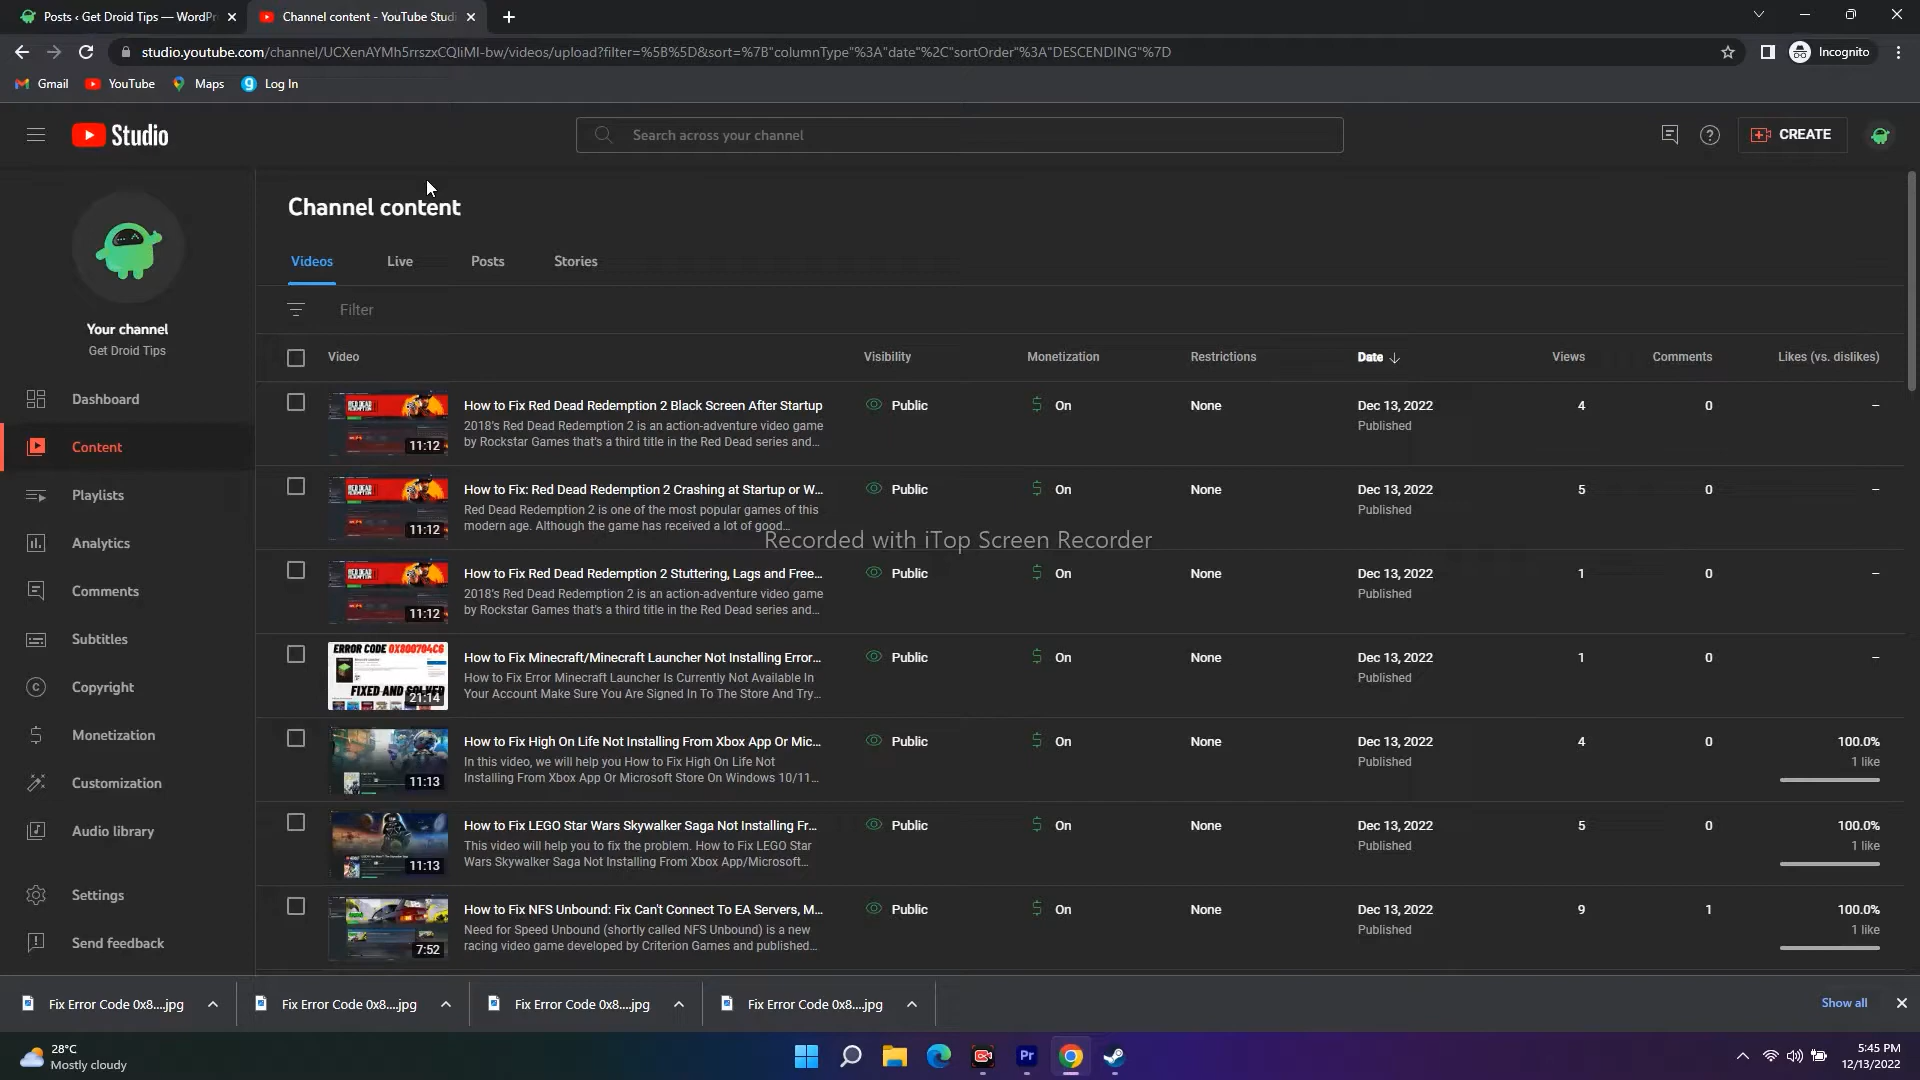 Posts ‹ Get Droid Tips — WordPr
Channel content - YouTube Studi
studio.youtube.com/channel/UCXenAYMh5rrszxCQliMI-bw/videos/upload?filter=%5B%5D&sort=%7B"columnType"%3A"date"%2C"sortOrder"%3A"DESCENDING"%7D
Incognito
Gmail
YouTube
Maps
Log In
Studio
Search across your channel
CREATE
Your channel
Get Droid Tips
Dashboard
Content
Playlists
Analytics
Comments
Subtitles
Copyright
Monetization
Customization
Audio library
Settings
Send feedback
Channel content
Videos Live Posts Stories
Filter
Video Visibility Monetization Restrictions Date Views Comments Likes (vs. dislikes)
How to Fix Red Dead Redemption 2 Black Screen After Startup Public On None Dec 13, 2022 4 0 –
2018's Red Dead Redemption 2 is an action-adventure video game Published
by Rockstar Games that's a third title in the Red Dead series and...
11:12
How to Fix: Red Dead Redemption 2 Crashing at Startup or W... Public On None Dec 13, 2022 5 0 –
Red Dead Redemption 2 is one of the most popular games of this Published
modern age. Although the game has received a lot of good...
11:12
Recorded with iTop Screen Recorder
How to Fix Red Dead Redemption 2 Stuttering, Lags and Free... Public On None Dec 13, 2022 1 0 –
2018's Red Dead Redemption 2 is an action-adventure video game Published
by Rockstar Games that's a third title in the Red Dead series and...
11:12
ERROR CODE 0X800704C6
FIXED AND SOLVED
21:14
How to Fix Minecraft/Minecraft Launcher Not Installing Error... Public On None Dec 13, 2022 1 0 –
How to Fix Error Minecraft Launcher Is Currently Not Available In Published
Your Account Make Sure You Are Signed In To The Store And Try...
How to Fix High On Life Not Installing From Xbox App Or Mic... Public On None Dec 13, 2022 4 0 100.0%
In this video, we will help you How to Fix High On Life Not Published 1 like
Installing From Xbox App Or Microsoft Store On Windows 10/11...
11:13
How to Fix LEGO Star Wars Skywalker Saga Not Installing Fr... Public On None Dec 13, 2022 5 0 100.0%
This video will help you to fix the problem. How to Fix LEGO Star Published 1 like
Wars Skywalker Saga Not Installing From Xbox App/Microsoft...
11:13
How to Fix NFS Unbound: Fix Can't Connect To EA Servers, M... Public On None Dec 13, 2022 9 1 100.0%
Need for Speed Unbound (shortly called NFS Unbound) is a new Published 1 like
racing video game developed by Criterion Games and published...
7:52
Fix Error Code 0x8....jpg
Fix Error Code 0x8....jpg
Fix Error Code 0x8....jpg
Fix Error Code 0x8....jpg
Show all
28°C
Mostly cloudy
Pr
5:45 PM
12/13/2022